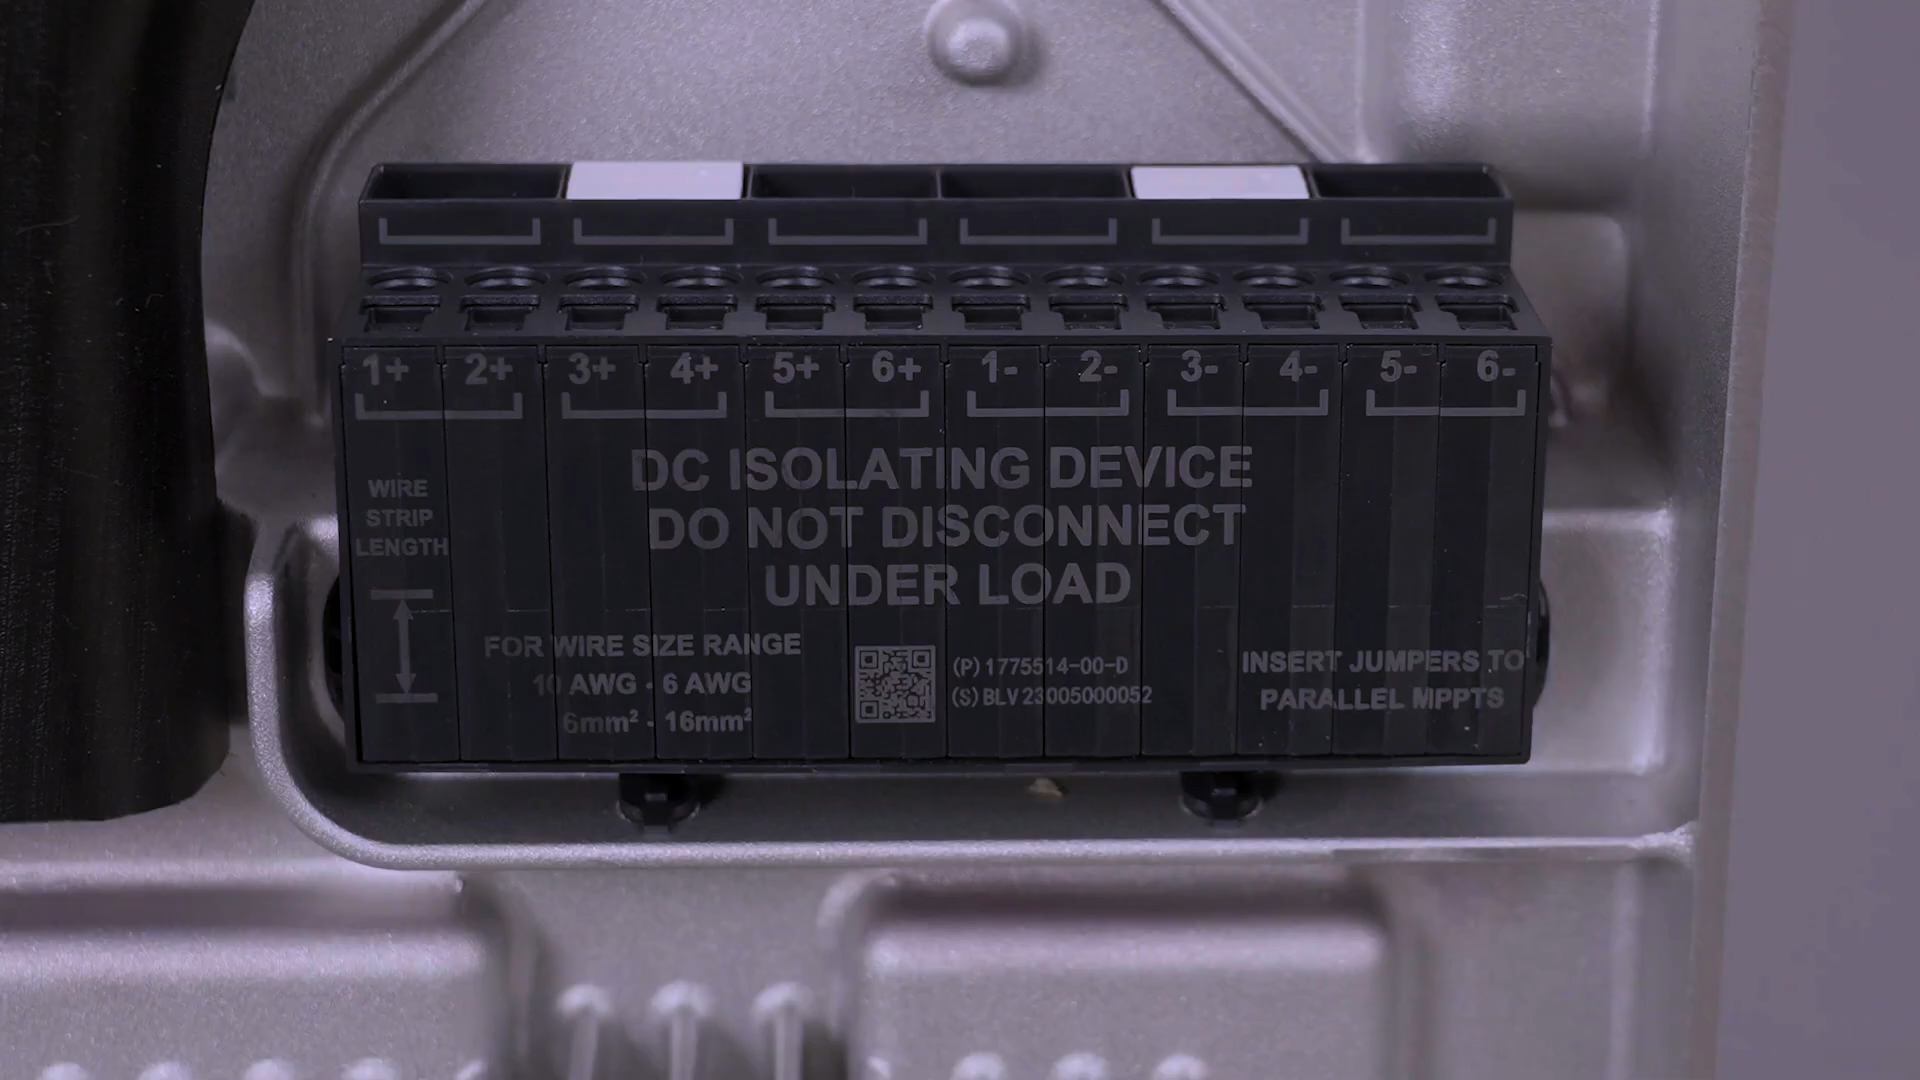 1+ 2+ 3+ 4+ 5+ 6+ 1- 2- 3- 4- 5- 6-
WIRE
STRIP
LENGTH
DC ISOLATING DEVICE
DO NOT DISCONNECT
UNDER LOAD
FOR WIRE SIZE RANGE
10 AWG - 6 AWG
6mm² - 16mm²
(P) 1775514-00-D
(S) BLV23005000052
INSERT JUMPERS TO
PARALLEL MPPTS